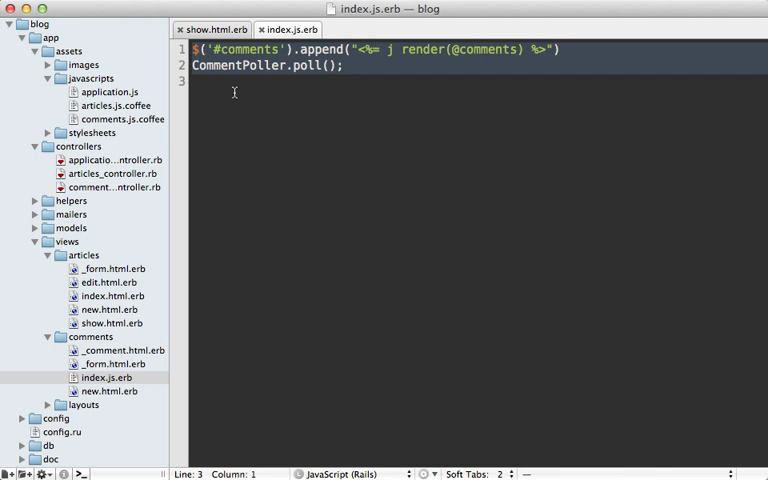 index.js.erb — blog
show.html.erb
index.js.erb
blog
app
assets
images
javascripts
application.js
articles.js.coffee
comments.js.coffee
stylesheets
controllers
applicatio...ntroller.rb
articles_controller.rb
comment...ntroller.rb
helpers
mailers
models
views
articles
_form.html.erb
edit.html.erb
index.html.erb
new.html.erb
show.html.erb
comments
_comment.html.erb
_form.html.erb
index.js.erb
new.html.erb
layouts
config
config.ru
db
doc
1 $('#comments').append("<%= j render(@comments) %>")
2 CommentPoller.poll();
3
Line: 3 Column: 1 JavaScript (Rails) Soft Tabs: 2 —